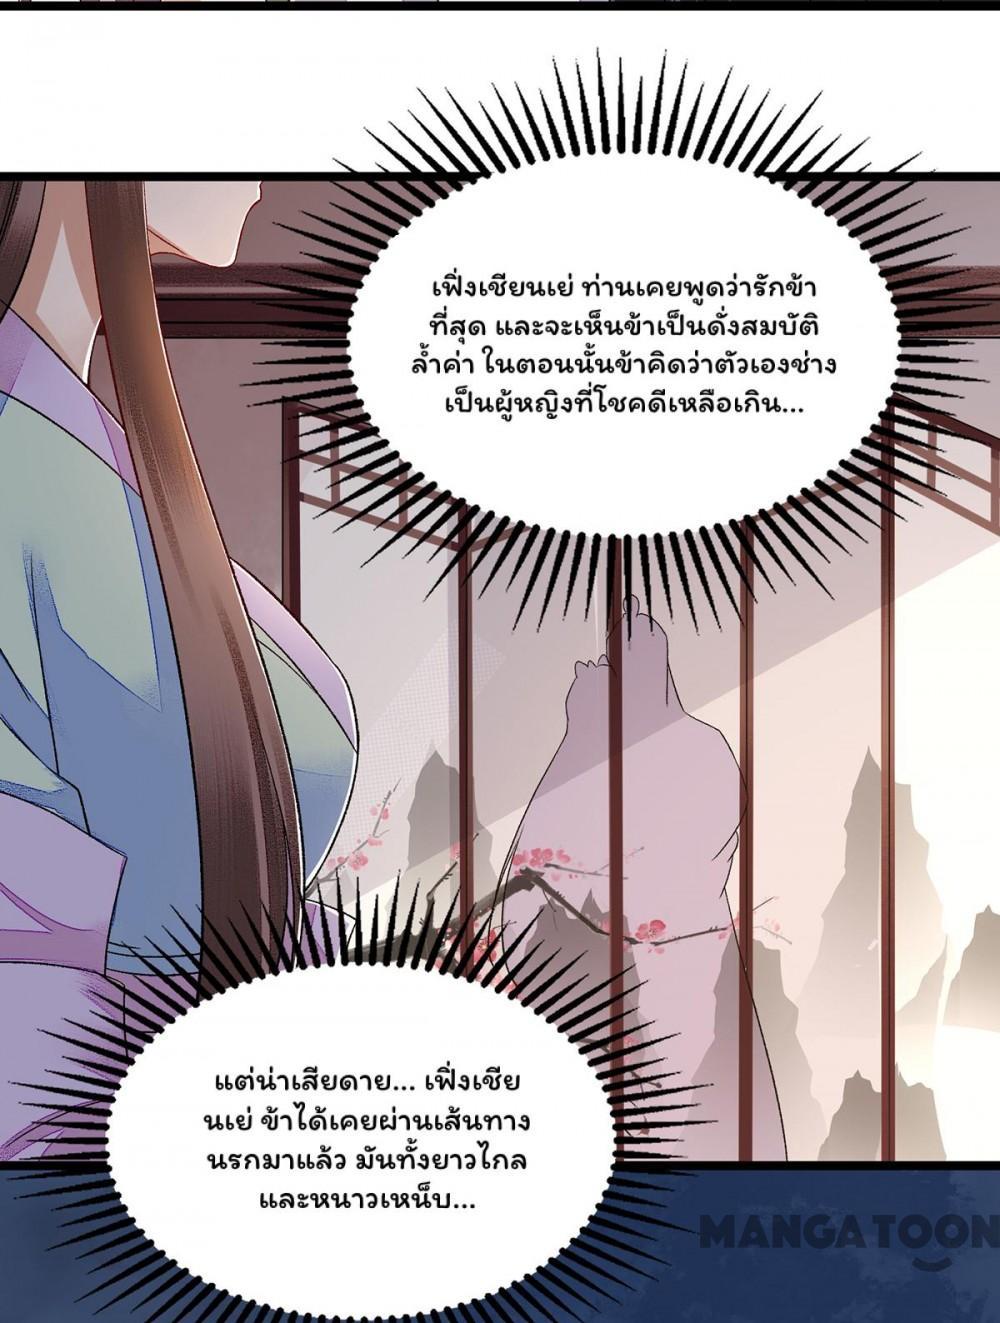 เฟิ่งเชียนเย่ ท่านเคยพูดว่ารักข้า
ที่สุด และจะเห็นข้าเป็นดั่งสมบัติ
ล้ำค่า ในตอนนั้นข้าคิดว่าตัวเองช่าง
เป็นผู้หญิงที่โชคดีเหลือเกิน...
แต่น่าเสียดาย... เฟิ่งเชีย
นเย่ ข้าได้เคยผ่านเส้นทาง
นรกมาแล้ว มันทั้งยาวไกล
และหนาวเหน็บ...
MANGATOON